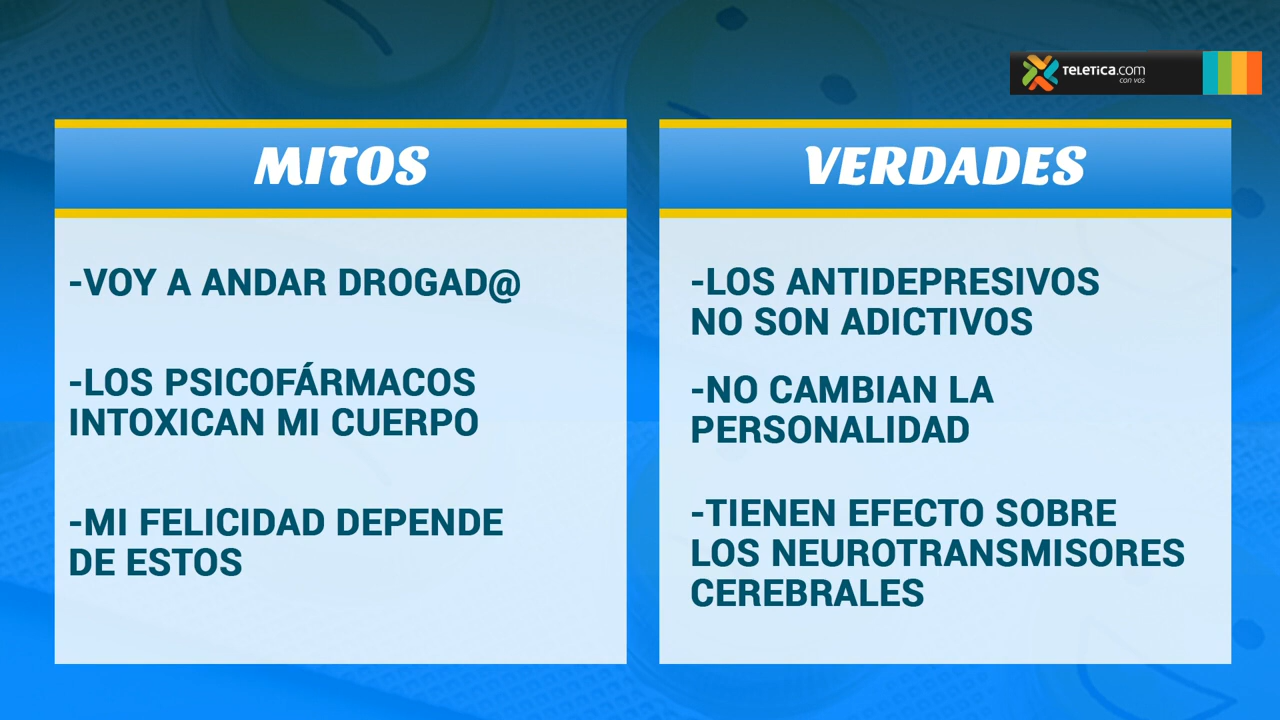 TELETICA.COM
con vos
MITOS
-VOY A ANDAR DROGAD@
-LOS PSICOFÁRMACOS
INTOXICAN MI CUERPO
-MI FELICIDAD DEPENDE
DE ESTOS
VERDADES
-LOS ANTIDEPRESIVOS
NO SON ADICTIVOS
-NO CAMBIAN LA
PERSONALIDAD
-TIENEN EFECTO SOBRE
LOS NEUROTRANSMISORES
CEREBRALES